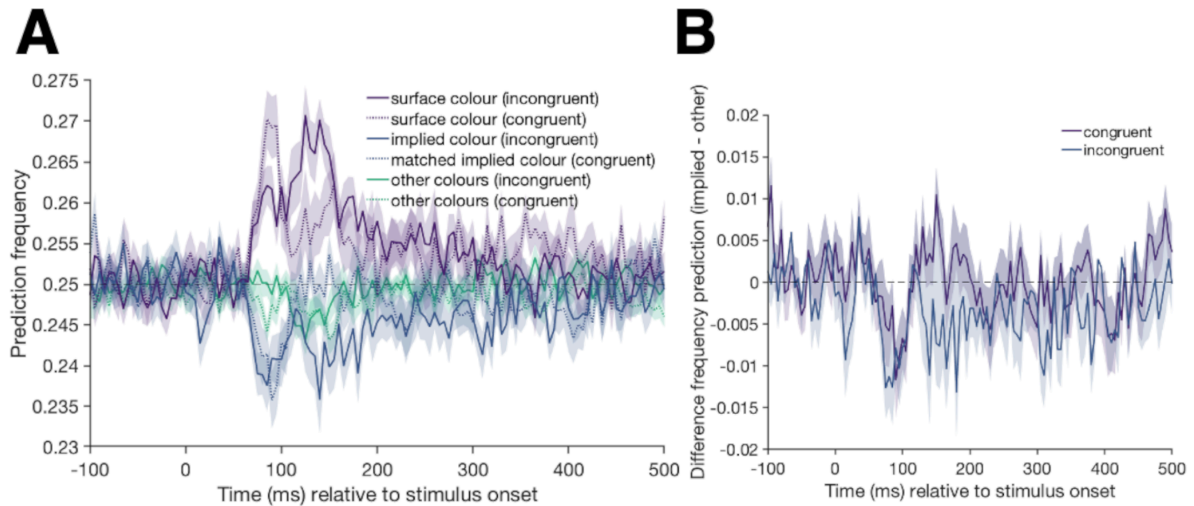 A
B
0.275
0.27
0.265
0.26
0.255
0.25
0.245
0.24
0.235
0.23
Prediction frequency
surface colour (incongruent)
surface colour (congruent)
implied colour (incongruent)
matched implied colour (congruent)
other colours (incongruent)
other colours (congruent)
-100 0 100 200 300 400 500
Time (ms) relative to stimulus onset
Difference frequency prediction (implied - other)
0.02
0.015
0.01
0.005
0
-0.005
-0.01
-0.015
-0.02
congruent
incongruent
-100 0 100 200 300 400 500
Time (ms) relative to stimulus onset